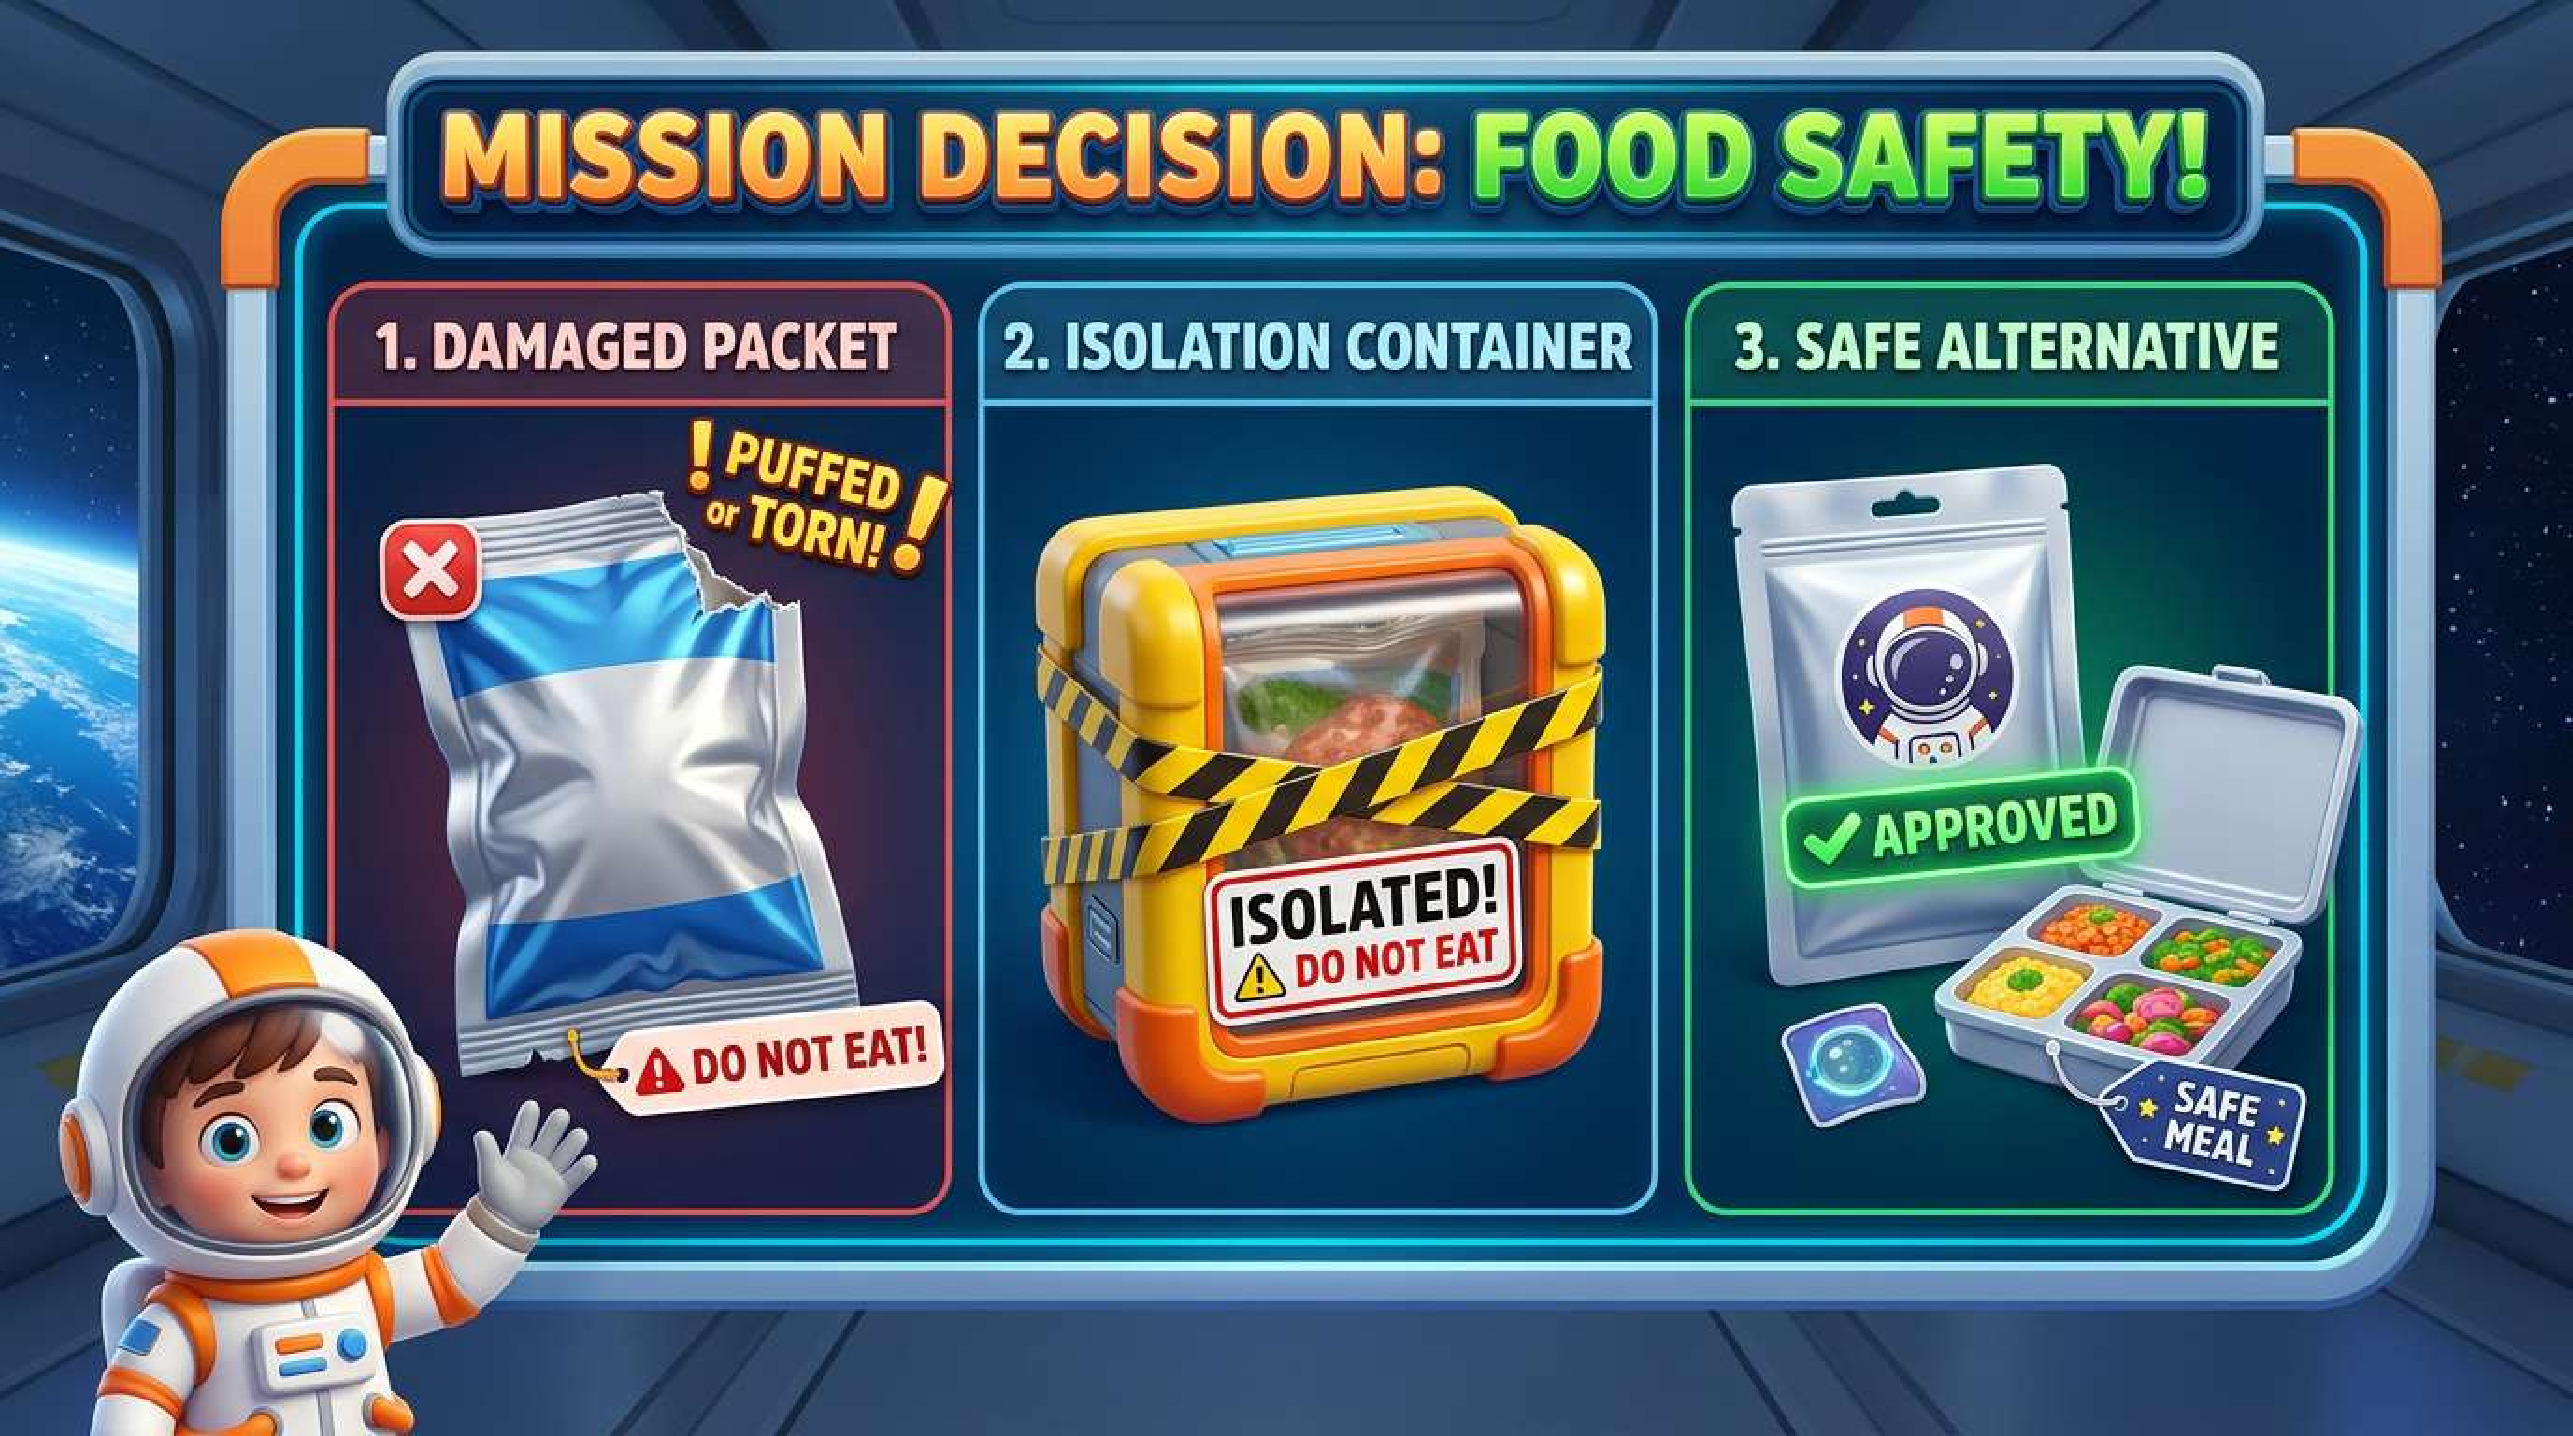 MISSION DECISION: FOOD SAFETY!
1. DAMAGED PACKET
! PUFFED
or TORN! !
DO NOT EAT!
2. ISOLATION CONTAINER
ISOLATED!
DO NOT EAT
3. SAFE ALTERNATIVE
APPROVED
SAFE
MEAL